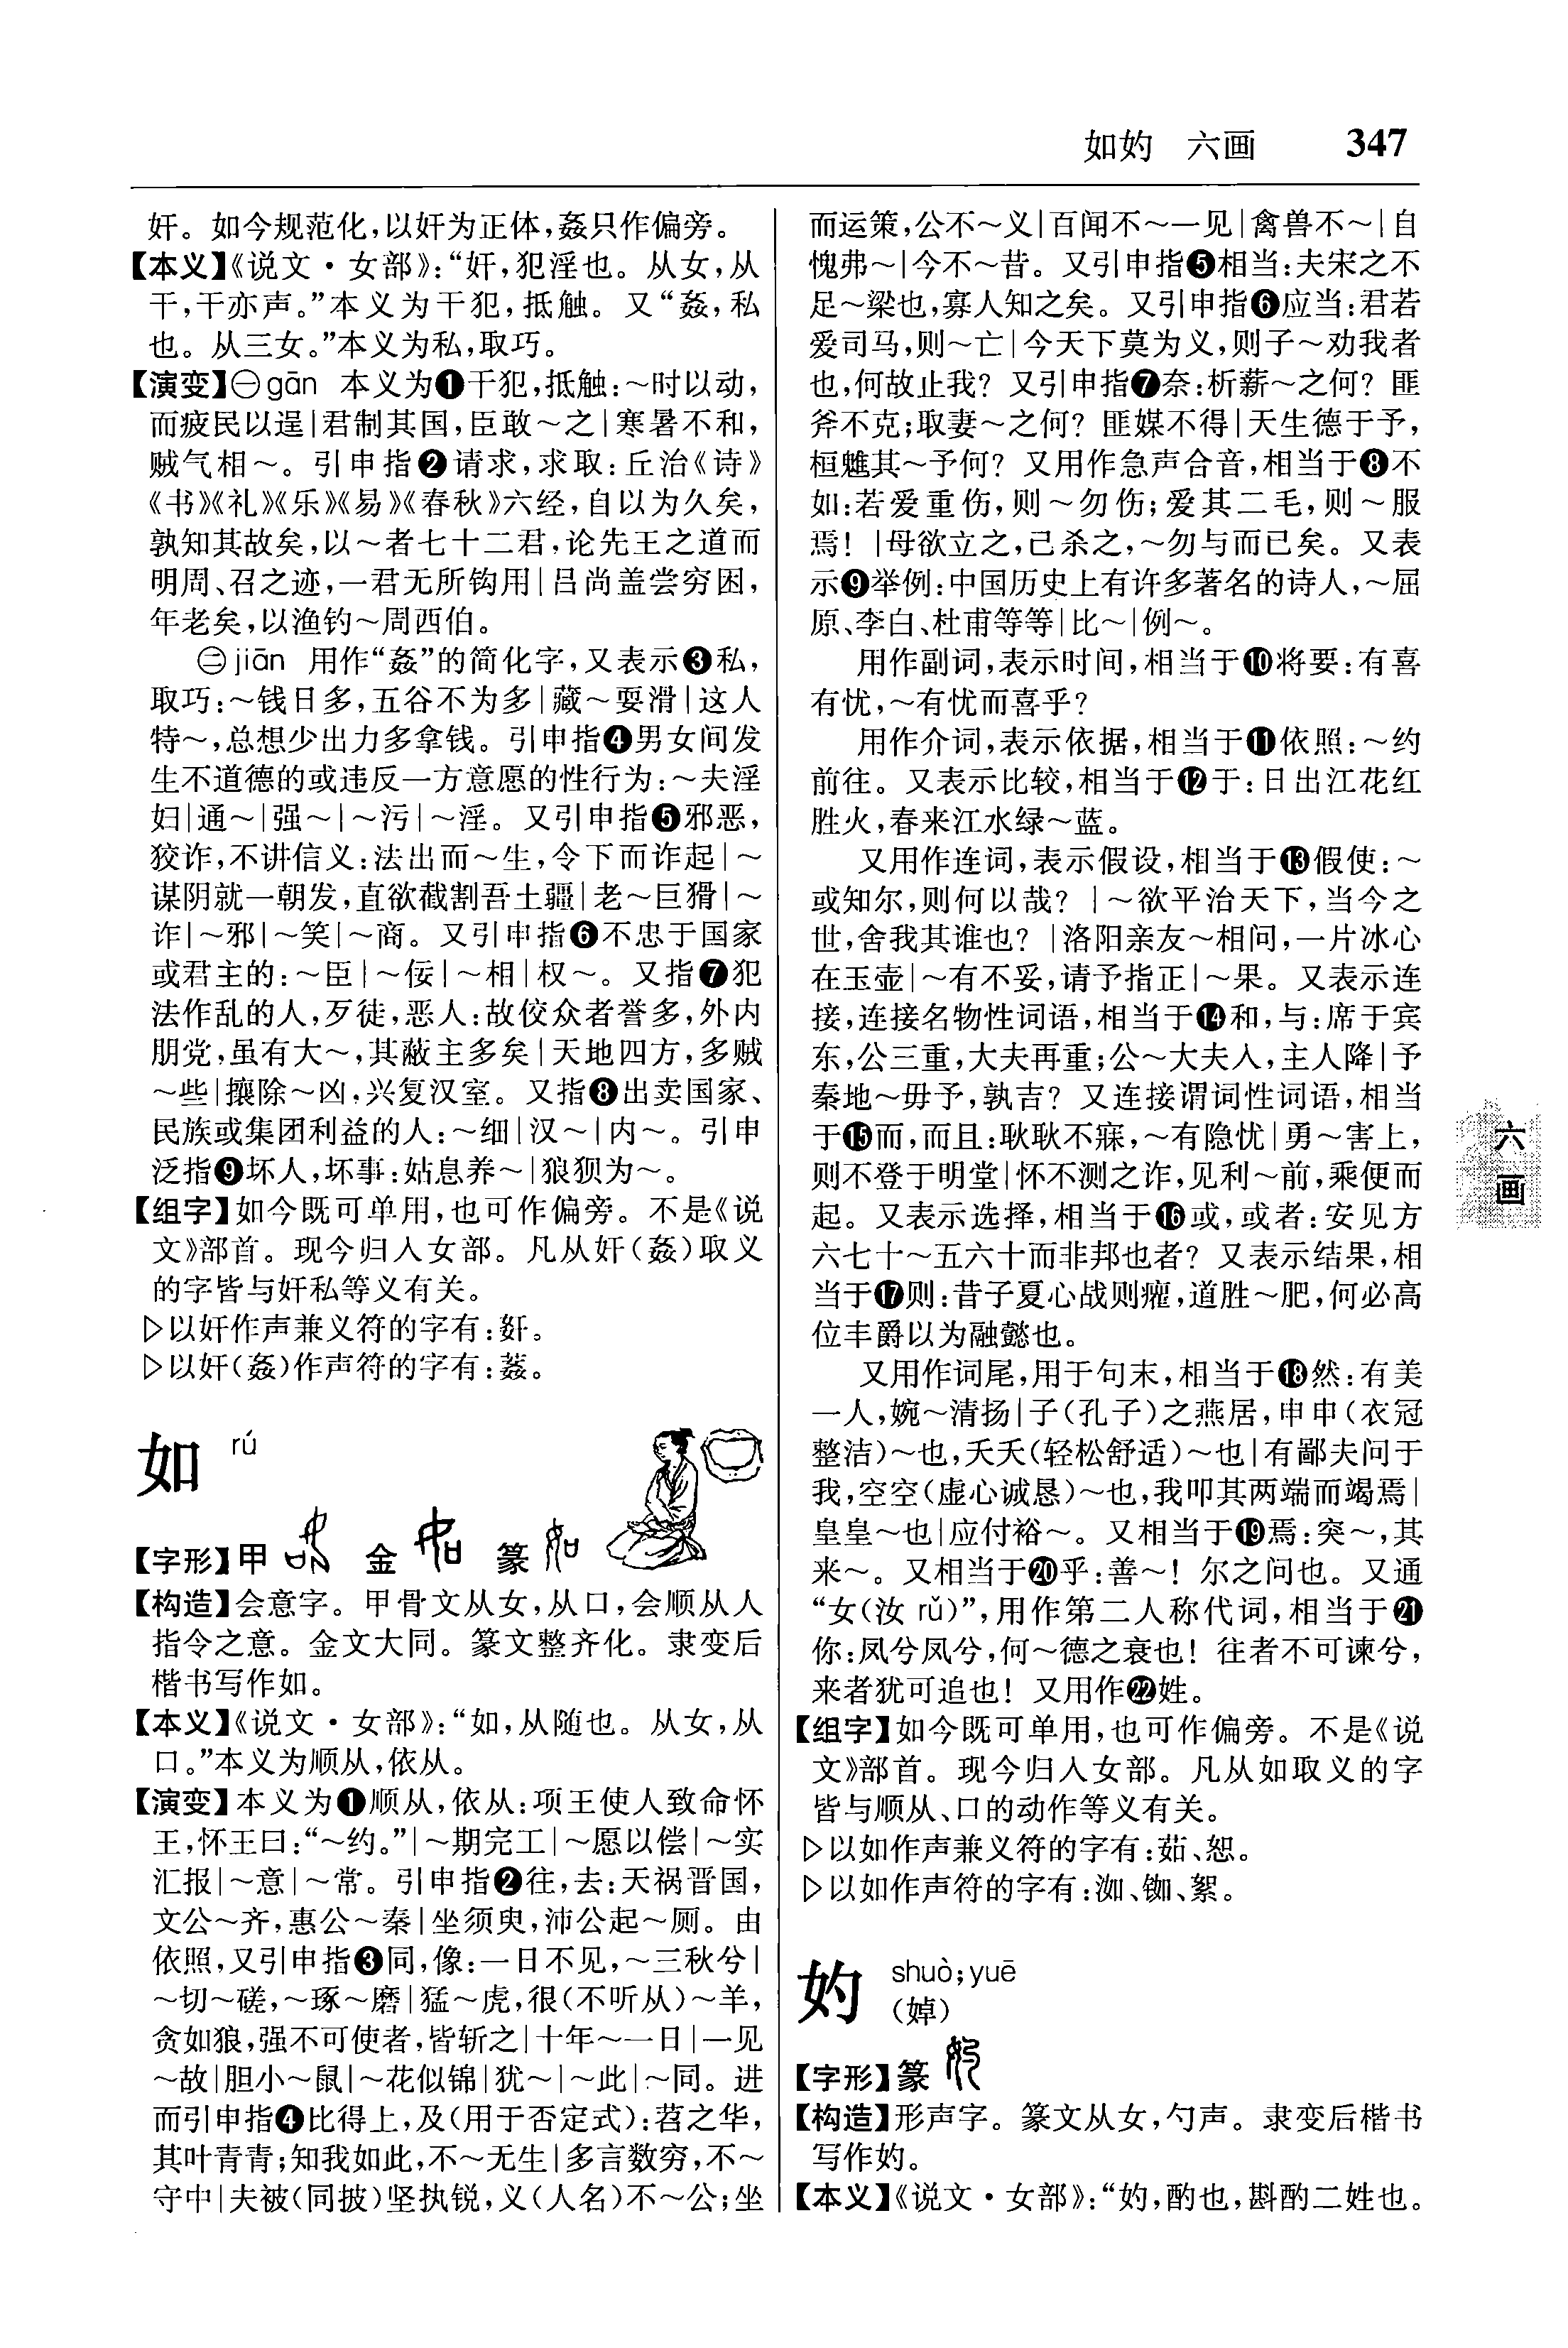 如妁 六画 347
奸。如今规范化,以奸为正体,姦只作偏旁。
【本义】《说文·女部》:“奸,犯淫也。从女,从
干,干亦声。”本义为干犯,抵触。又“姦,私
也。从三女。”本义为私,取巧。
【演变】㊀gān 本义为❶干犯,抵触:～时以动,
而疲民以逞|君制其国,臣敢～之|寒暑不和,
贼气相～。引申指❷请求,求取:丘治《诗》
《书》《礼》《乐》《易》《春秋》六经,自以为久矣,
孰知其故矣,以～者七十二君,论先王之道而
明周、召之迹,一君无所钩用|吕尚盖尝穷困,
年老矣,以渔钓～周西伯。
㊁jiān 用作“姦”的简化字,又表示❸私,
取巧:～钱日多,五谷不为多|藏～耍滑|这人
特～,总想少出力多拿钱。引申指❹男女间发
生不道德的或违反一方意愿的性行为:～夫淫
妇|通～|强～|～污|～淫。又引申指❺邪恶,
狡诈,不讲信义:法出而～生,令下而诈起|～
谋阴就一朝发,直欲截割吾土疆|老～巨猾|～
诈|～邪|～笑|～商。又引申指❻不忠于国家
或君主的:～臣|～佞|～相|权～。又指❼犯
法作乱的人,歹徒,恶人:故佼众者誉多,外内
朋党,虽有大～,其蔽主多矣|天地四方,多贼
～些|攘除～凶,兴复汉室。又指❽出卖国家、
民族或集团利益的人:～细|汉～|内～。引申
泛指❾坏人,坏事:姑息养～|狼狈为～。
【组字】如今既可单用,也可作偏旁。不是《说
文》部首。现今归入女部。凡从奸(姦)取义
的字皆与奸私等义有关。
▷以奸作声兼义符的字有:䢪。
▷以奸(姦)作声符的字有:葌。
如 rú
【字形】甲 金 篆
【构造】会意字。甲骨文从女,从口,会顺从人
指令之意。金文大同。篆文整齐化。隶变后
楷书写作如。
【本义】《说文·女部》:“如,从随也。从女,从
口。”本义为顺从,依从。
【演变】本义为❶顺从,依从:项王使人致命怀
王,怀王曰:“～约。”|～期完工|～愿以偿|～实
汇报|～意|～常。引申指❷往,去:天祸晋国,
文公～齐,惠公～秦|坐须臾,沛公起～厕。由
依照,又引申指❸同,像:一日不见,～三秋兮|
～切～磋,～琢～磨|猛～虎,很(不听从)～羊,
贪如狼,强不可使者,皆斩之|十年～一日|一见
～故|胆小～鼠|～花似锦|犹～|～此|～同。进
而引申指❹比得上,及(用于否定式):苕之华,
其叶青青;知我如此,不～无生|多言数穷,不～
守中|夫被(同披)坚执锐,义(人名)不～公;坐
而运策,公不～义|百闻不～一见|禽兽不～|自
愧弗～|今不～昔。又引申指❺相当:夫宋之不
足～梁也,寡人知之矣。又引申指❻应当:君若
爱司马,则～亡|今天下莫为义,则子～劝我者
也,何故止我?又引申指❼奈:析薪～之何?匪
斧不克;取妻～之何?匪媒不得|天生德于予,
桓魋其～予何?又用作急声合音,相当于❽不
如:若爱重伤,则～勿伤;爱其二毛,则～服
焉!|母欲立之,己杀之,～勿与而已矣。又表
示❾举例:中国历史上有许多著名的诗人,～屈
原、李白、杜甫等等|比～|例～。
用作副词,表示时间,相当于❿将要:有喜
有忧,～有忧而喜乎?
用作介词,表示依据,相当于⓫依照:～约
前往。又表示比较,相当于⓬于:日出江花红
胜火,春来江水绿～蓝。
又用作连词,表示假设,相当于⓭假使:～
或知尔,则何以哉?|～欲平治天下,当今之
世,舍我其谁也?|洛阳亲友～相问,一片冰心
在玉壶|～有不妥,请予指正|～果。又表示连
接,连接名物性词语,相当于⓮和,与:席于宾
东,公三重,大夫再重;公～大夫入,主人降|予
秦地～毋予,孰吉?又连接谓词性词语,相当
于⓯而,而且:耿耿不寐,～有隐忧|勇～害上,
则不登于明堂|怀不测之诈,见利～前,乘便而
起。又表示选择,相当于⓰或,或者:安见方
六七十～五六十而非邦也者?又表示结果,相
当于⓱则:昔子夏心战则癯,道胜～肥,何必高
位丰爵以为融懿也。
又用作词尾,用于句末,相当于⓲然:有美
一人,婉～清扬|子(孔子)之燕居,申申(衣冠
整洁)～也,夭夭(轻松舒适)～也|有鄙夫问于
我,空空(虚心诚恳)～也,我叩其两端而竭焉|
皇皇～也|应付裕～。又相当于⓳焉:突～,其
来～。又相当于⓴乎:善～!尔之问也。又通
“女(汝 rǔ)”,用作第二人称代词,相当于㉑
你:凤兮凤兮,何～德之衰也!往者不可谏兮,
来者犹可追也!又用作㉒姓。
【组字】如今既可单用,也可作偏旁。不是《说
文》部首。现今归入女部。凡从如取义的字
皆与顺从、口的动作等义有关。
▷以如作声兼义符的字有:茹、恕。
▷以如作声符的字有:洳、铷、絮。
妁 shuò;yuē
(婥)
【字形】篆
【构造】形声字。篆文从女,勺声。隶变后楷书
写作妁。
【本义】《说文·女部》:“妁,酌也,斟酌二姓也。
六画